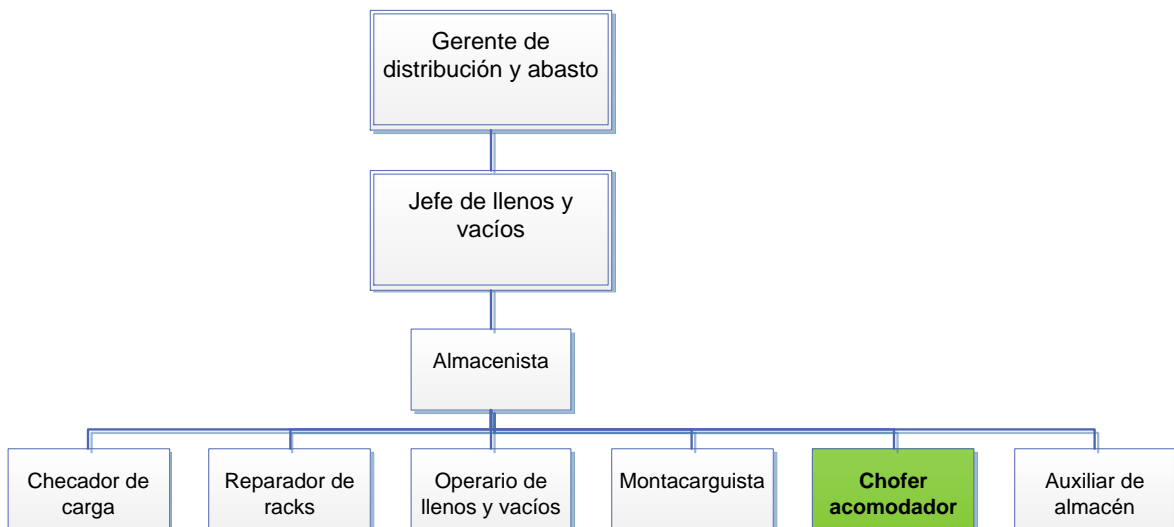 Gerente de
distribución y abasto
Jefe de llenos y
vacíos
Almacenista
Checador de
carga
Reparador de
racks
Operario de
llenos y vacíos
Montacarguista
Chofer
acomodador
Auxiliar de
almacén